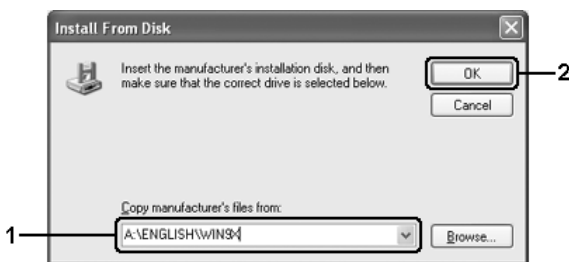 Install From Disk
Insert the manufacturer's installation disk, and then
make sure that the correct drive is selected below.
OK
2
Cancel
Copy manufacturer's files from:
1
A:\ENGLISH\WIN9X
Browse...